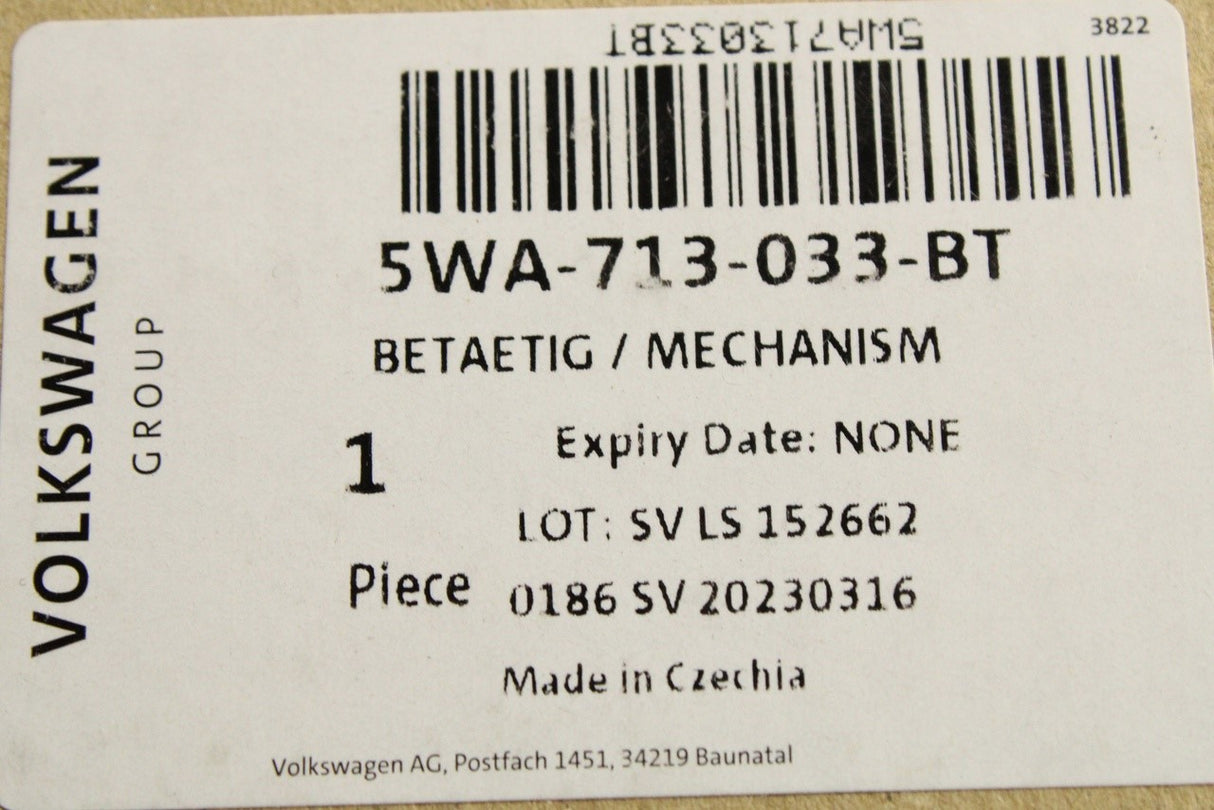 5WA713033BT
3822
5WA-713-033-BT
BETAETIG / MECHANISM
1
Expiry Date: NONE
LOT: SV LS 152662
Piece
0186 SV 20230316
Made in Czechia
Volkswagen AG, Postfach 1451, 34219 Baunatal
VOLKSWAGEN
GROUP